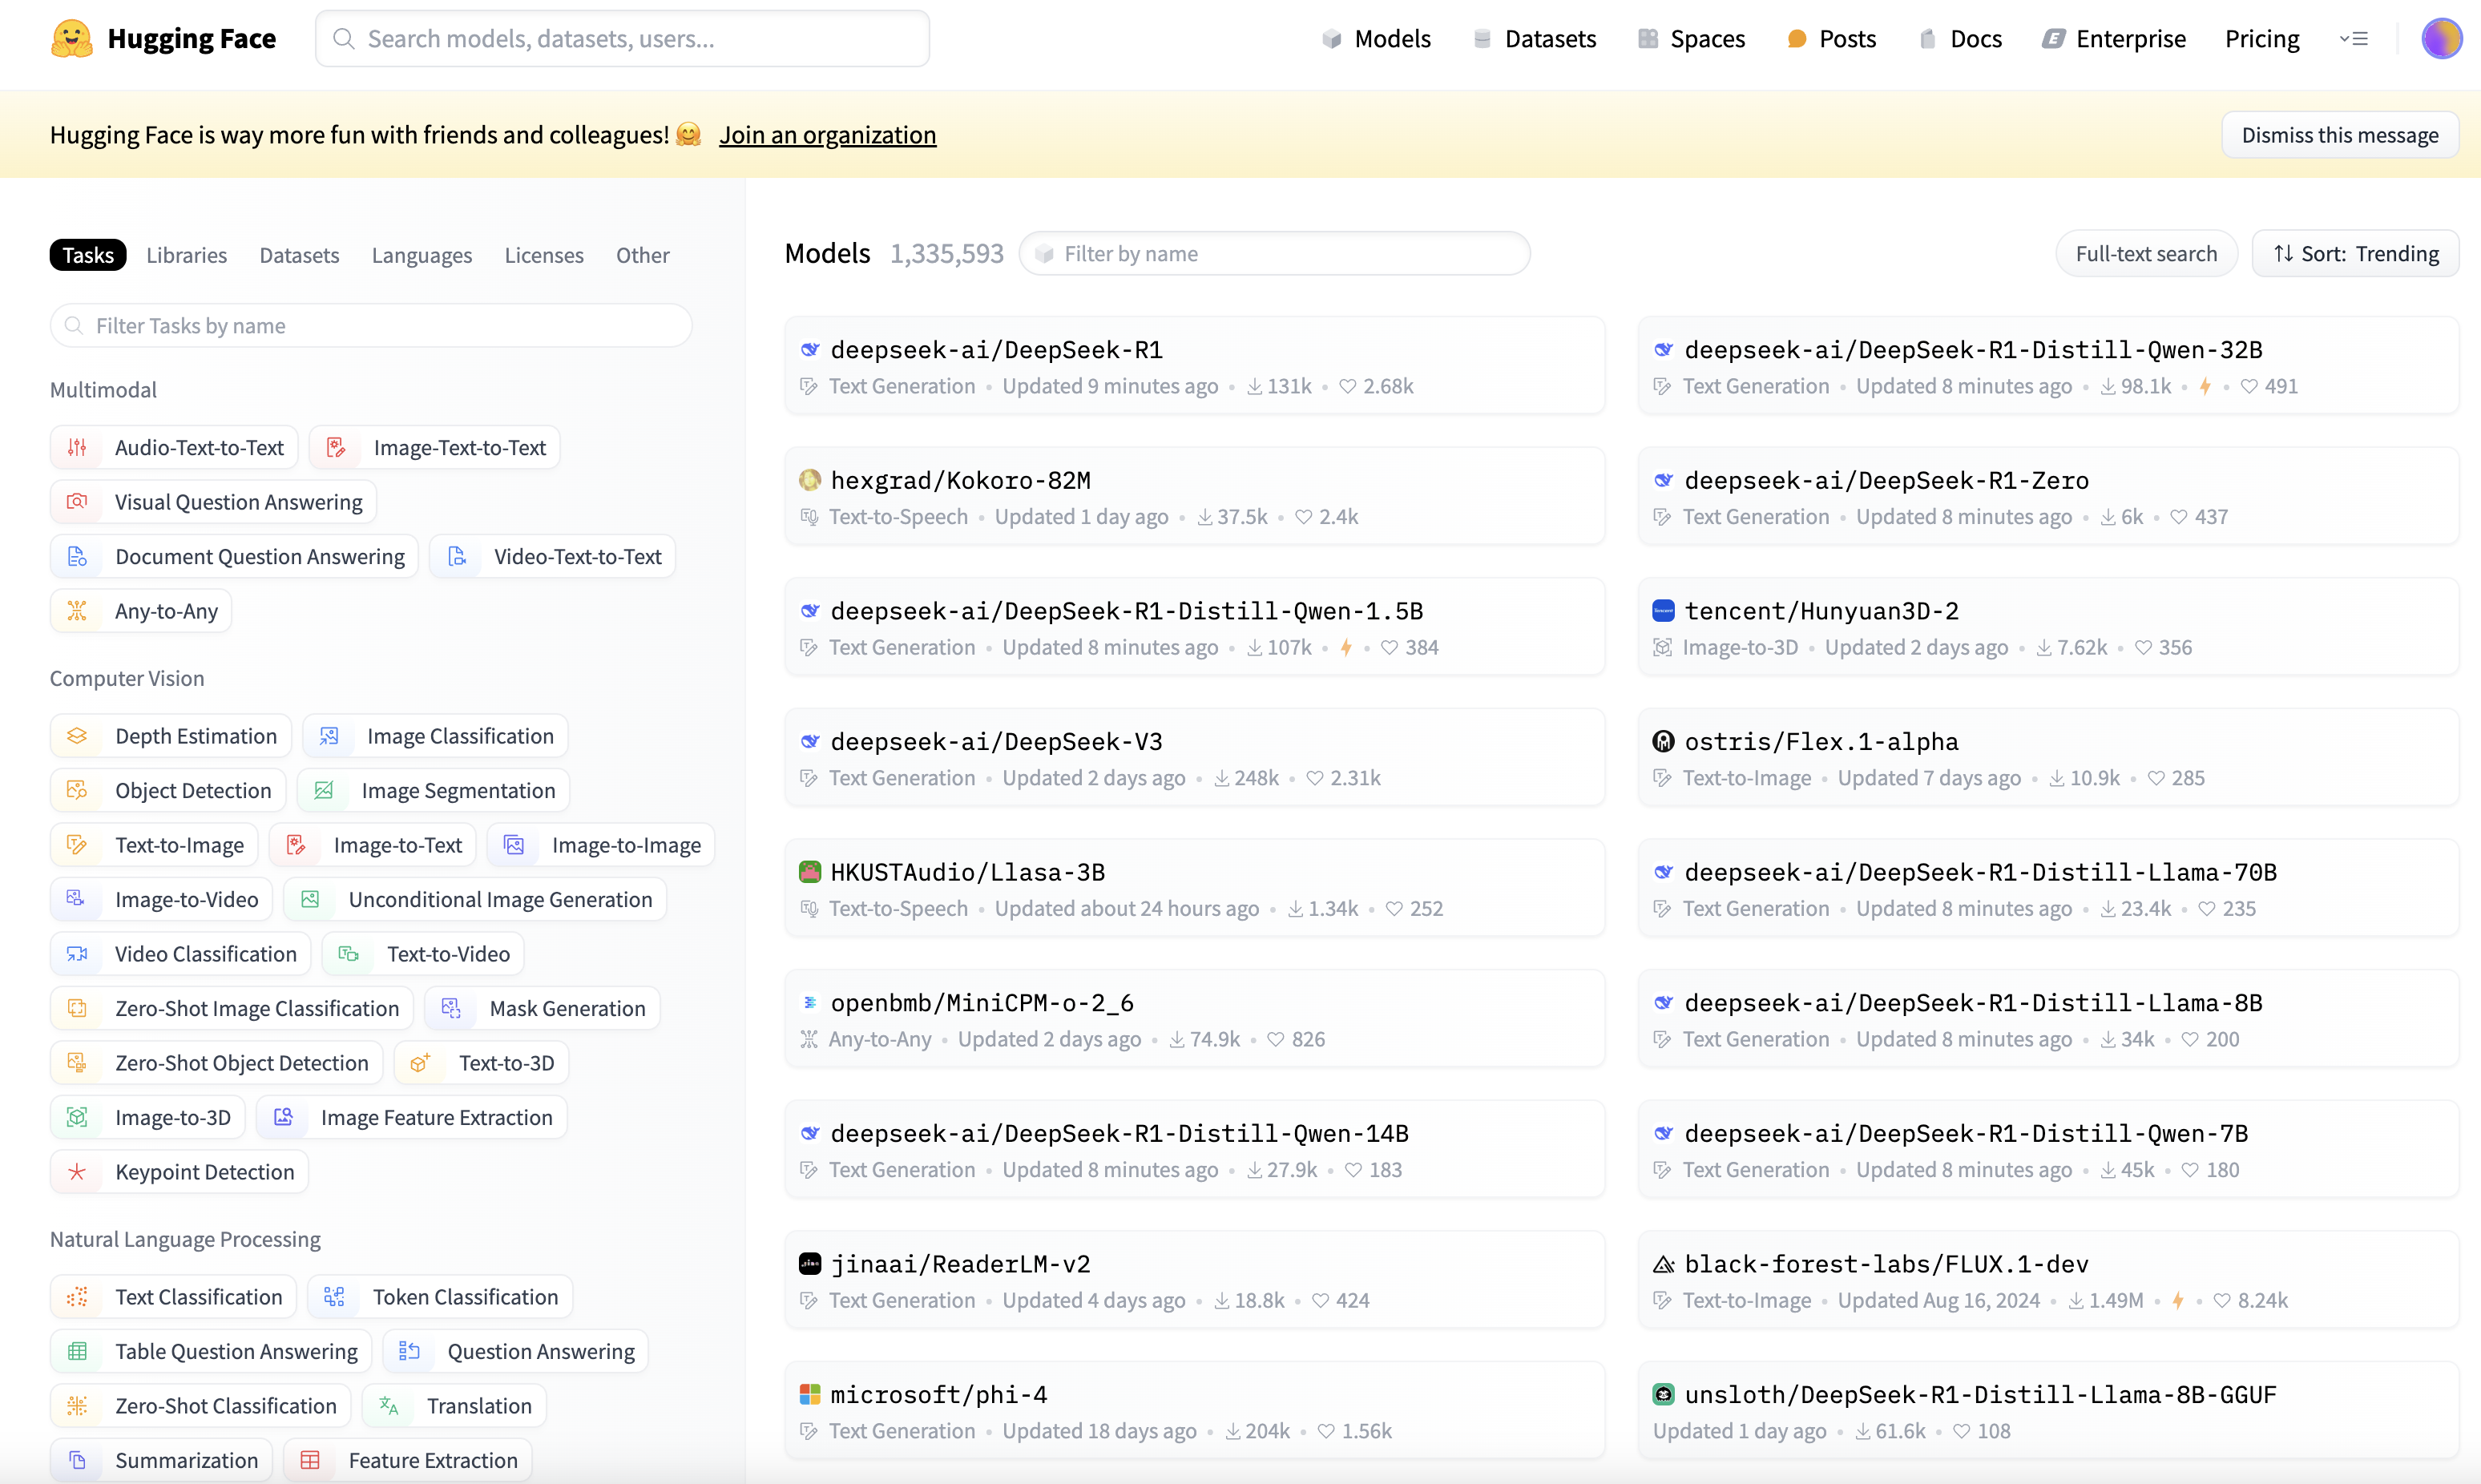 Hugging Face
Search models, datasets, users...
Models
Datasets
Spaces
Posts
Docs
Enterprise
Pricing
Hugging Face is way more fun with friends and colleagues! 🤗 Join an organization
Dismiss this message
Tasks Libraries Datasets Languages Licenses Other
Filter Tasks by name
Multimodal
Audio-Text-to-Text Image-Text-to-Text
Visual Question Answering
Document Question Answering Video-Text-to-Text
Any-to-Any
Computer Vision
Depth Estimation Image Classification
Object Detection Image Segmentation
Text-to-Image Image-to-Text Image-to-Image
Image-to-Video Unconditional Image Generation
Video Classification Text-to-Video
Zero-Shot Image Classification Mask Generation
Zero-Shot Object Detection Text-to-3D
Image-to-3D Image Feature Extraction
Keypoint Detection
Natural Language Processing
Text Classification Token Classification
Table Question Answering Question Answering
Zero-Shot Classification Translation
Summarization Feature Extraction
Models 1,335,593 Filter by name
Full-text search
Sort: Trending
deepseek-ai/DeepSeek-R1
Text Generation • Updated 9 minutes ago • 131k • 2.68k
deepseek-ai/DeepSeek-R1-Distill-Qwen-32B
Text Generation • Updated 8 minutes ago • 98.1k • 491
hexgrad/Kokoro-82M
Text-to-Speech • Updated 1 day ago • 37.5k • 2.4k
deepseek-ai/DeepSeek-R1-Zero
Text Generation • Updated 8 minutes ago • 6k • 437
deepseek-ai/DeepSeek-R1-Distill-Qwen-1.5B
Text Generation • Updated 8 minutes ago • 107k • 384
tencent/Hunyuan3D-2
Image-to-3D • Updated 2 days ago • 7.62k • 356
deepseek-ai/DeepSeek-V3
Text Generation • Updated 2 days ago • 248k • 2.31k
ostris/Flex.1-alpha
Text-to-Image • Updated 7 days ago • 10.9k • 285
HKUSTAudio/Llasa-3B
Text-to-Speech • Updated about 24 hours ago • 1.34k • 252
deepseek-ai/DeepSeek-R1-Distill-Llama-70B
Text Generation • Updated 8 minutes ago • 23.4k • 235
openbmb/MiniCPM-o-2_6
Any-to-Any • Updated 2 days ago • 74.9k • 826
deepseek-ai/DeepSeek-R1-Distill-Llama-8B
Text Generation • Updated 8 minutes ago • 34k • 200
deepseek-ai/DeepSeek-R1-Distill-Qwen-14B
Text Generation • Updated 8 minutes ago • 27.9k • 183
deepseek-ai/DeepSeek-R1-Distill-Qwen-7B
Text Generation • Updated 8 minutes ago • 45k • 180
jinaai/ReaderLM-v2
Text Generation • Updated 4 days ago • 18.8k • 424
black-forest-labs/FLUX.1-dev
Text-to-Image • Updated Aug 16, 2024 • 1.49M • 8.24k
microsoft/phi-4
Text Generation • Updated 18 days ago • 204k • 1.56k
unsloth/DeepSeek-R1-Distill-Llama-8B-GGUF
Updated 1 day ago • 61.6k • 108